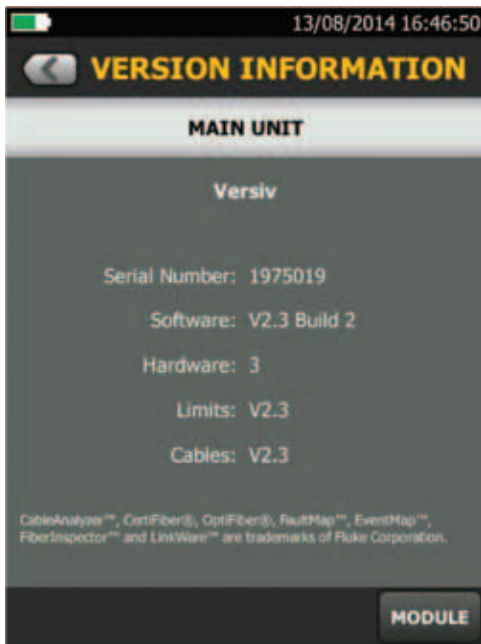 13/08/2014 16:46:50
VERSION INFORMATION
MAIN UNIT
Versiv
Serial Number: 1975019
Software: V2.3 Build 2
Hardware: 3
Limits: V2.3
Cables: V2.3
CableAnalyzer™, CertiFiber®, OptiFiber®, FaultMap™, EventMap™,
FiberInspector™ and LinkWare™ are trademarks of Fluke Corporation.
MODULE